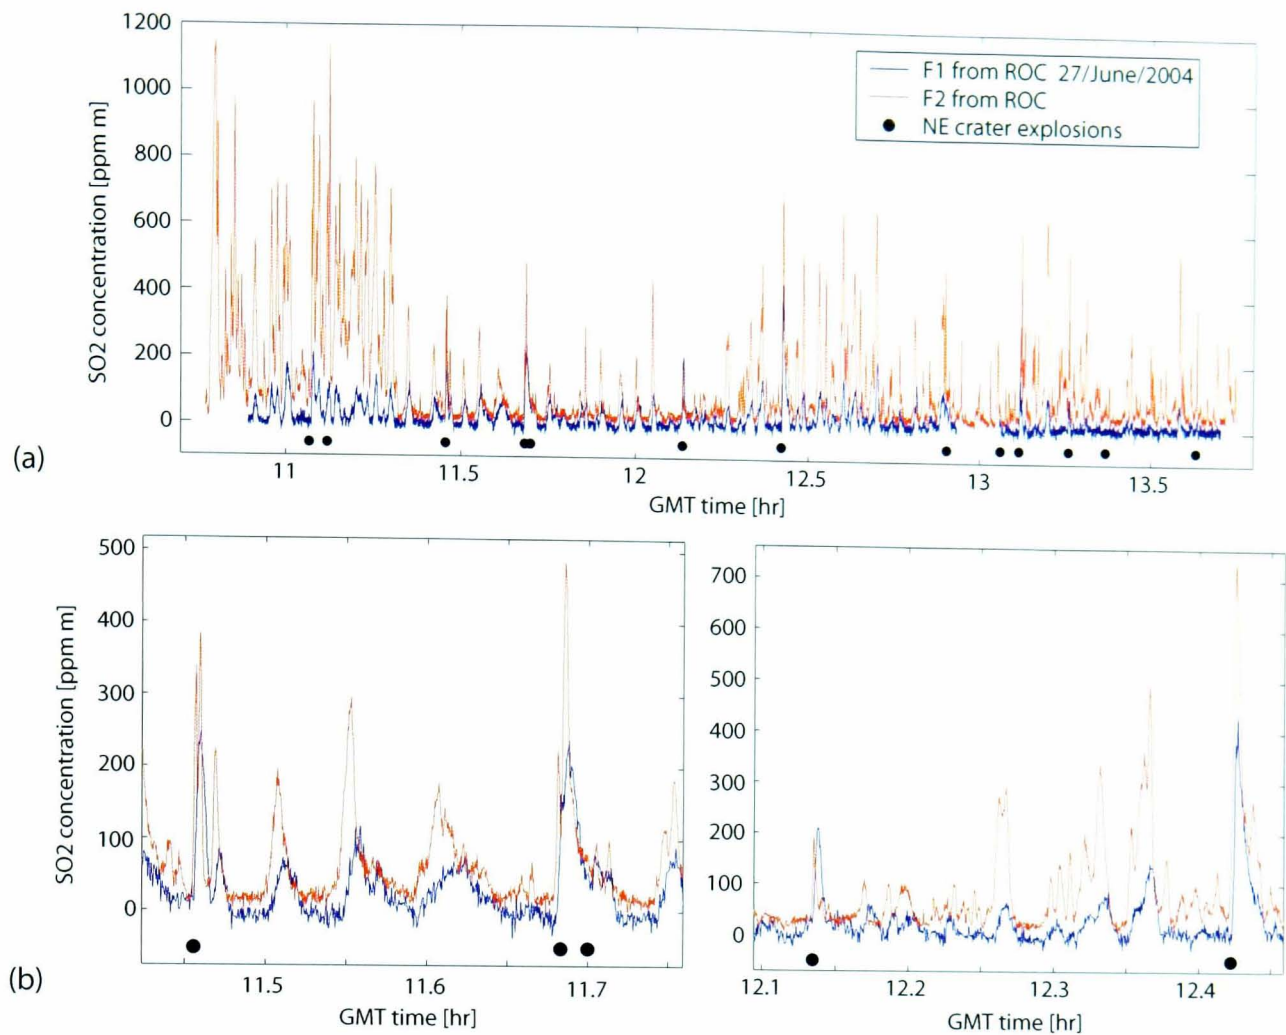 1200
1000
800
600
400
200
0
SO2 concentration [ppm m]
F1 from ROC 27/June/2004
F2 from ROC
NE crater explosions
(a)
11 11.5 12 12.5 13 13.5
GMT time [hr]
500
400
300
200
100
0
SO2 concentration [ppm m]
11.5 11.6 11.7
GMT time [hr]
700
600
500
400
300
200
100
0
12.1 12.2 12.3 12.4
GMT time [hr]
(b)